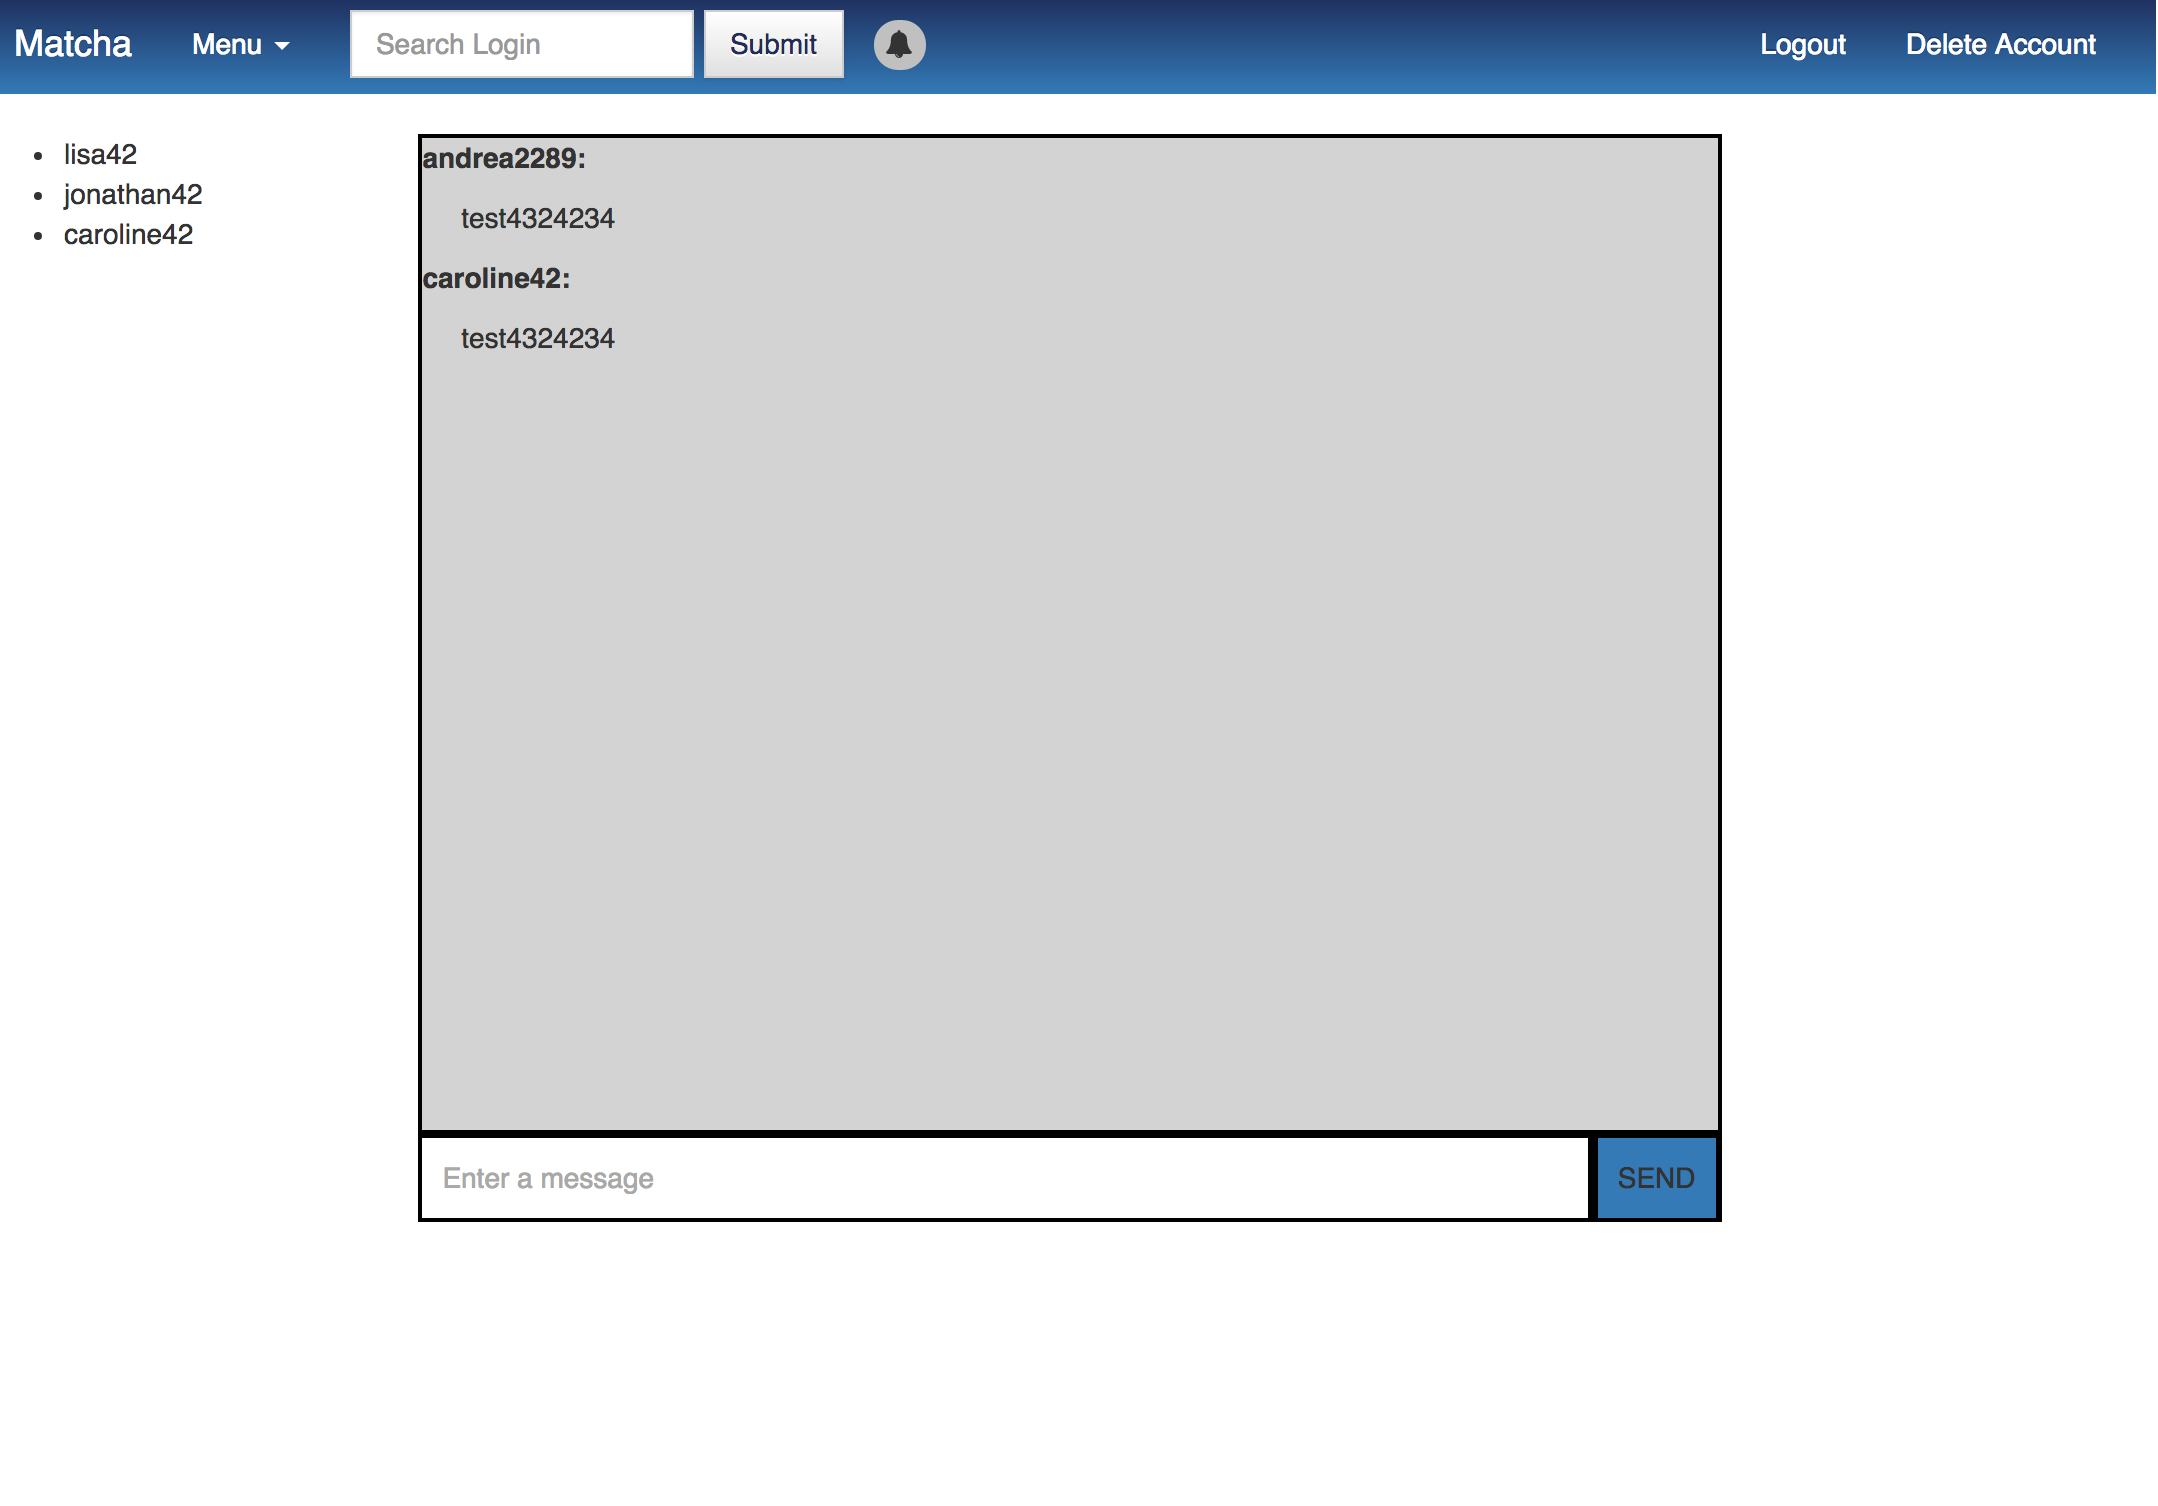 Matcha Menu Search Login Submit Logout Delete Account
lisa42
jonathan42
caroline42
andrea2289:
test4324234
caroline42:
test4324234
Enter a message SEND